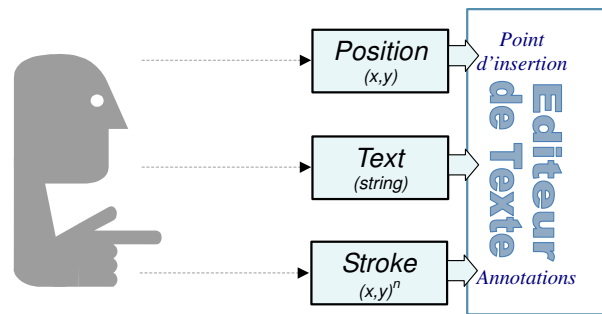 Position
(x,y)
Point
d'insertion
Text
(string)
Editeur
de Texte
Stroke
(x,y)^n
Annotations